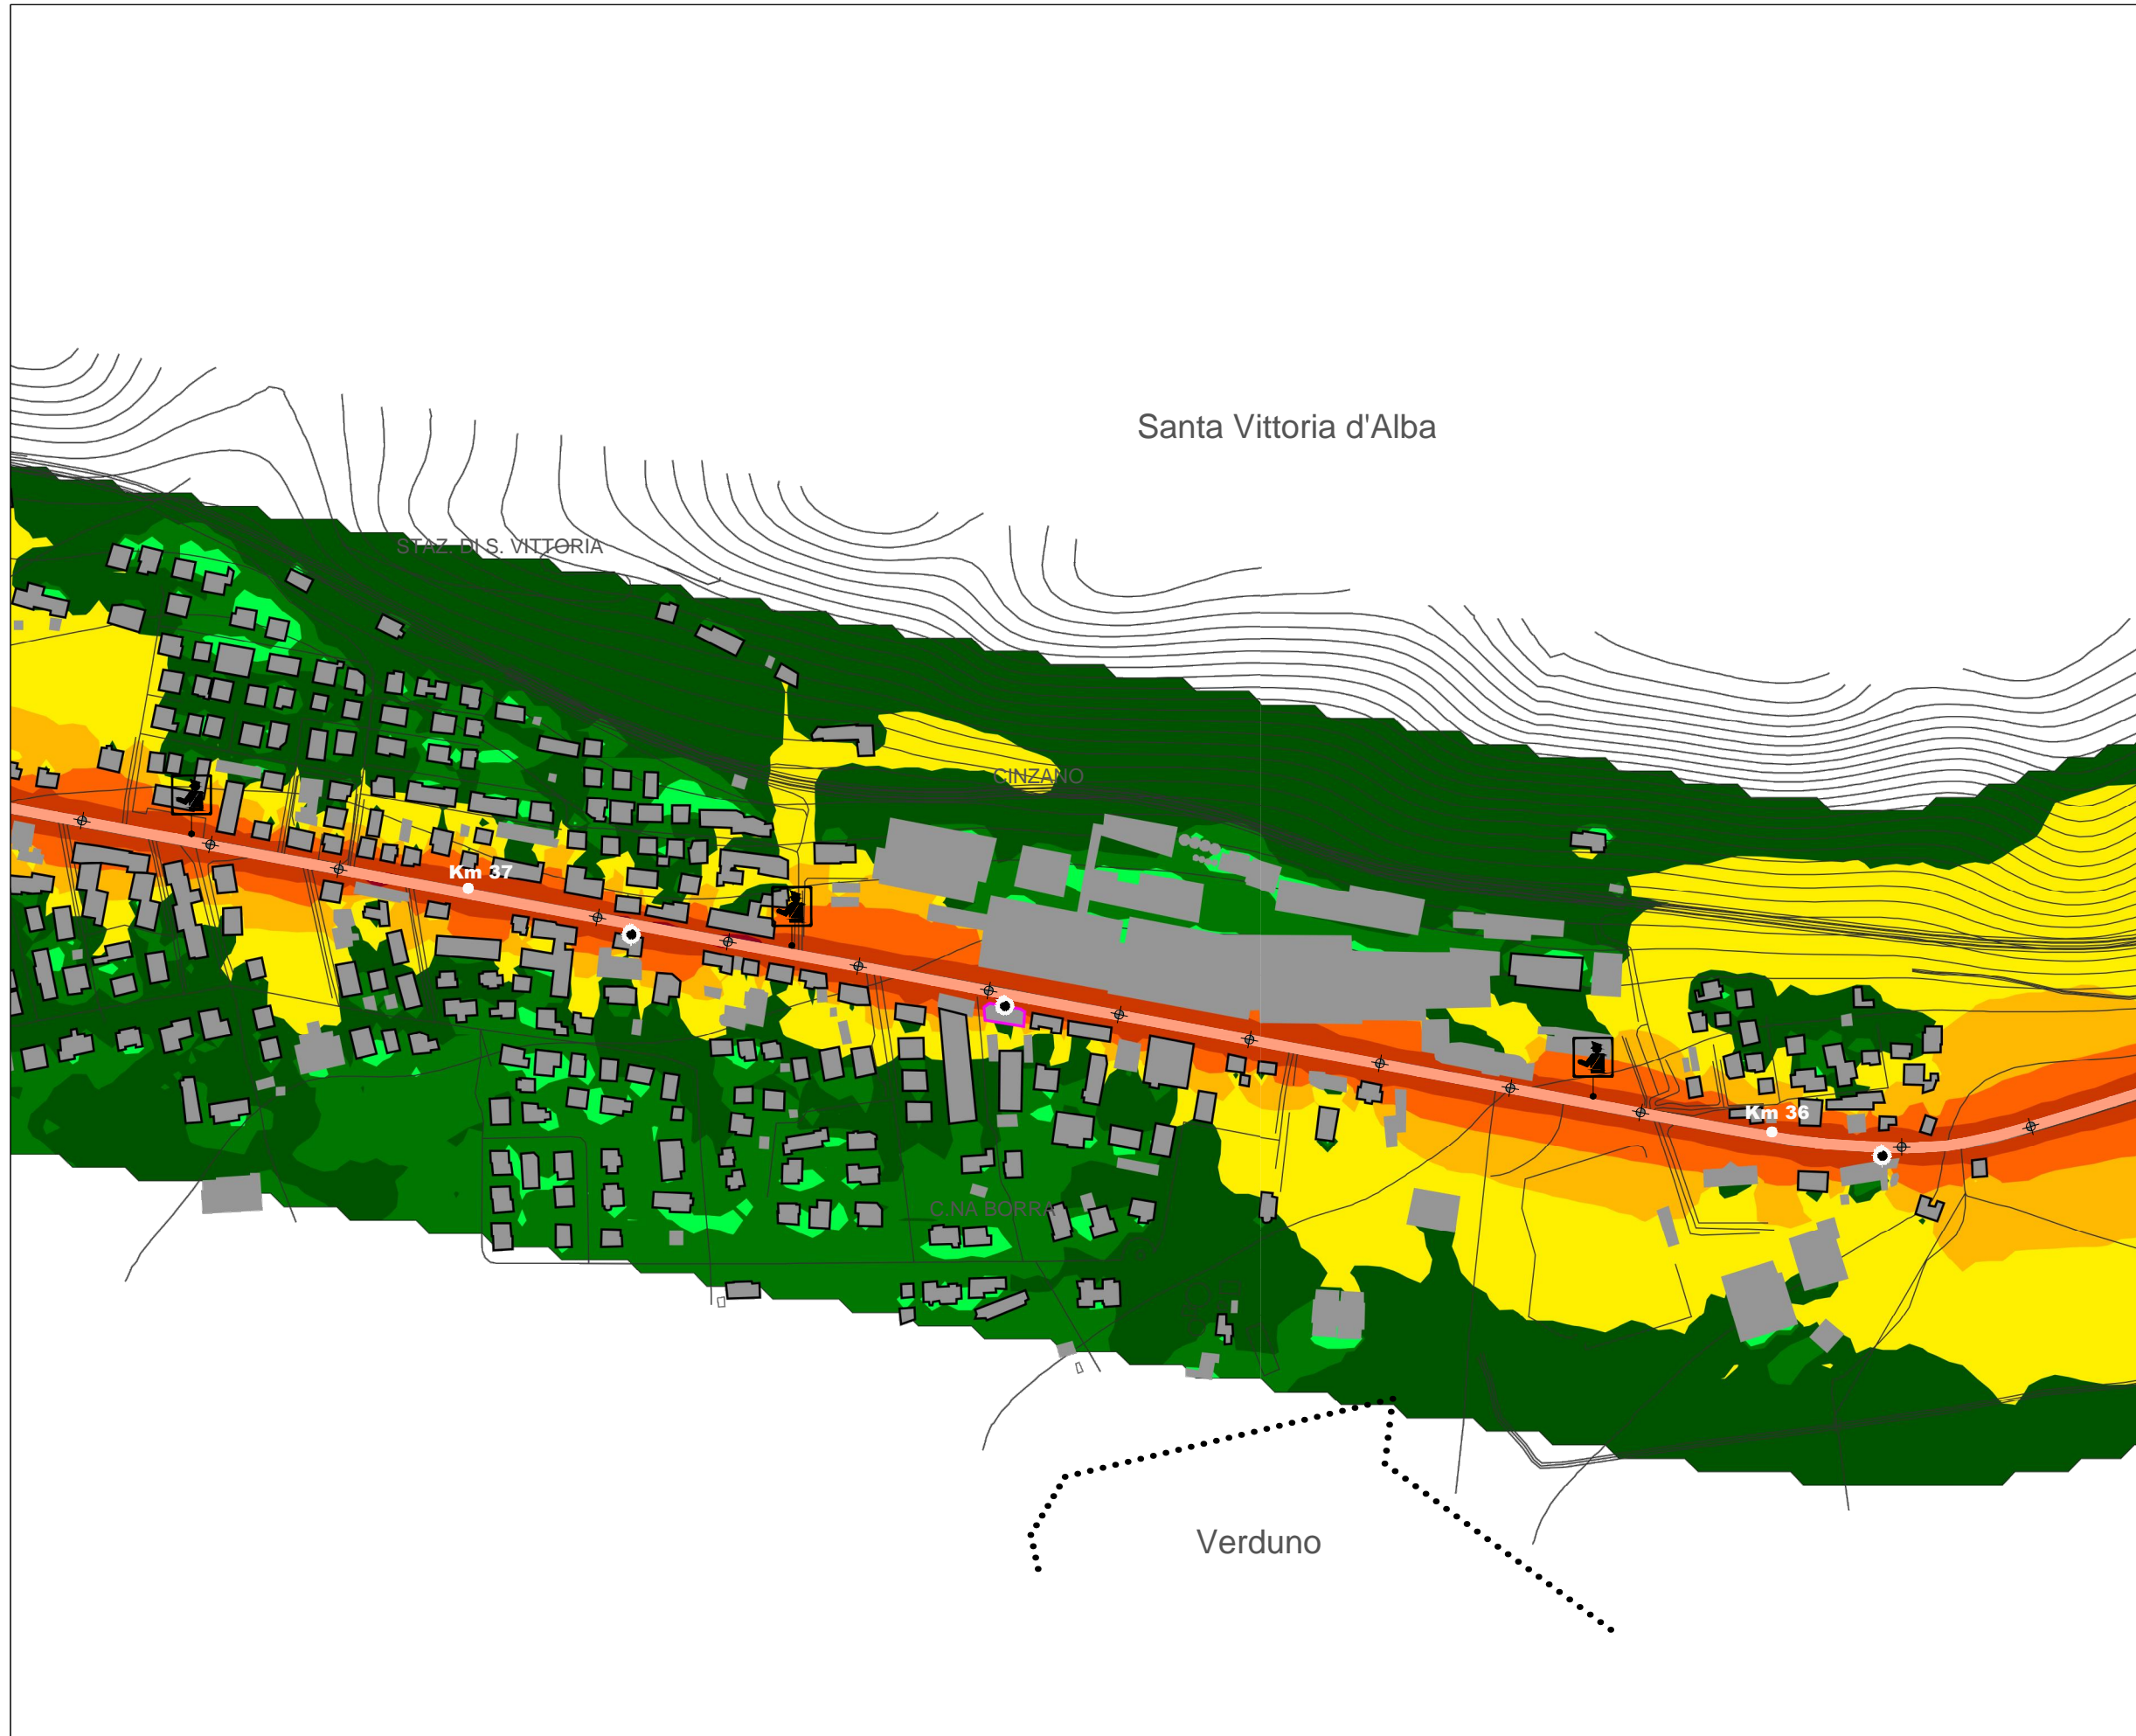 Santa Vittoria d'Alba
STAZ. DI S. VITTORIA
CINZANO
Km 37
Km 36
C.NA BORRA
Verduno